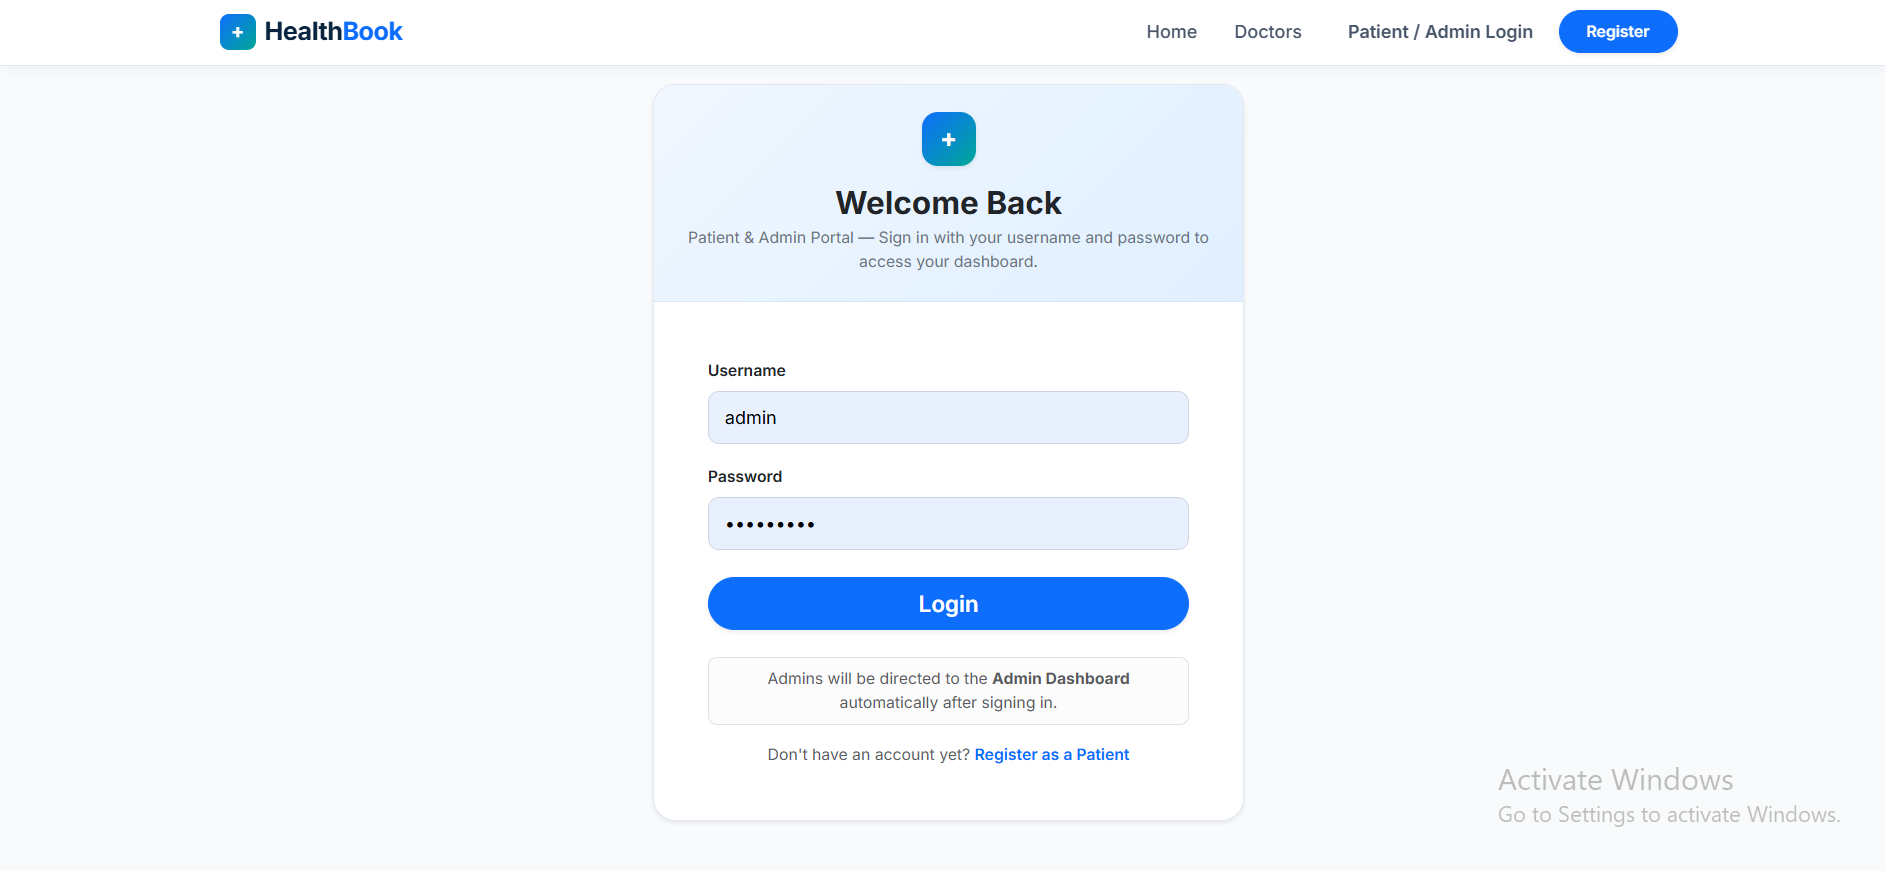 + HealthBook
Home Doctors Patient / Admin Login Register
+
Welcome Back
Patient & Admin Portal — Sign in with your username and password to
access your dashboard.
Username
admin
Password
•••••••••
Login
Admins will be directed to the Admin Dashboard
automatically after signing in.
Don't have an account yet? Register as a Patient
Activate Windows
Go to Settings to activate Windows.